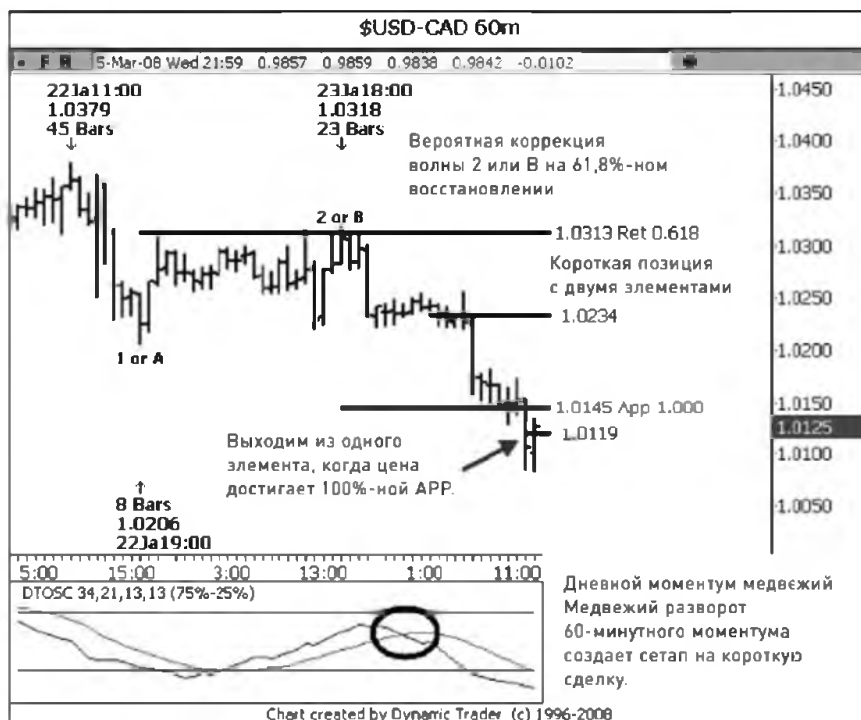 $USD-CAD 60m
F R 5-Mar-08 Wed 21:59 0.9857 0.9859 0.9838 0.9842 -0.0102
22Ja11:00
1.0379
45 Bars
23Ja18:00
1.0318
23 Bars
Вероятная коррекция
волны 2 или В на 61,8%-ном
восстановлении
2 or B
1.0313 Ret 0.618
Короткая позиция
с двумя элементами
1.0234
1 or A
1.0145 App 1.000
1.0119
Выходим из одного
элемента, когда цена
достигает 100%-ной APP.
8 Bars
1.0206
22Ja19:00
1.0450
1.0400
1.0350
1.0300
1.0250
1.0200
1.0150
1.0125
1.0100
1.0050
5:00 15:00 3:00 13:00 1:00 11:00
DTOSC 34,21,13,13 (75%-25%)
Дневной моментум медвежий
Медвежий разворот
60-минутного моментума
создает сетап на короткую
сделку.
Chart created by Dynamic Trader (c) 1996-2008